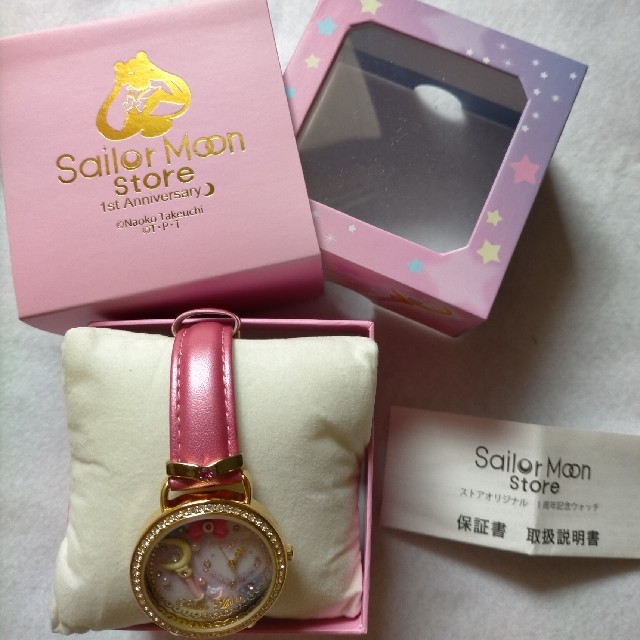 Sailor Moon
Store
1st Anniversary
©Naoko Takeuchi
©T・P・T
Sailor Moon
Store
ストアオリジナル 1周年記念ウォッチ
保証書 取扱説明書